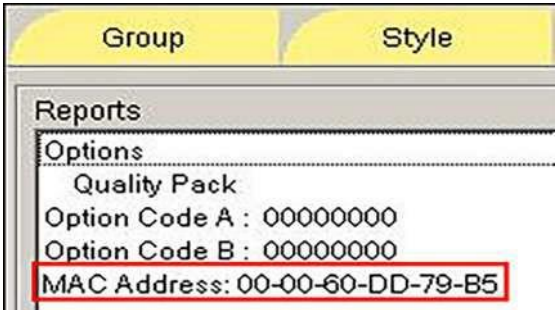 Group Style
Reports
Options
Quality Pack
Option Code A : 00000000
Option Code B : 00000000
MAC Address: 00-00-60-DD-79-B5